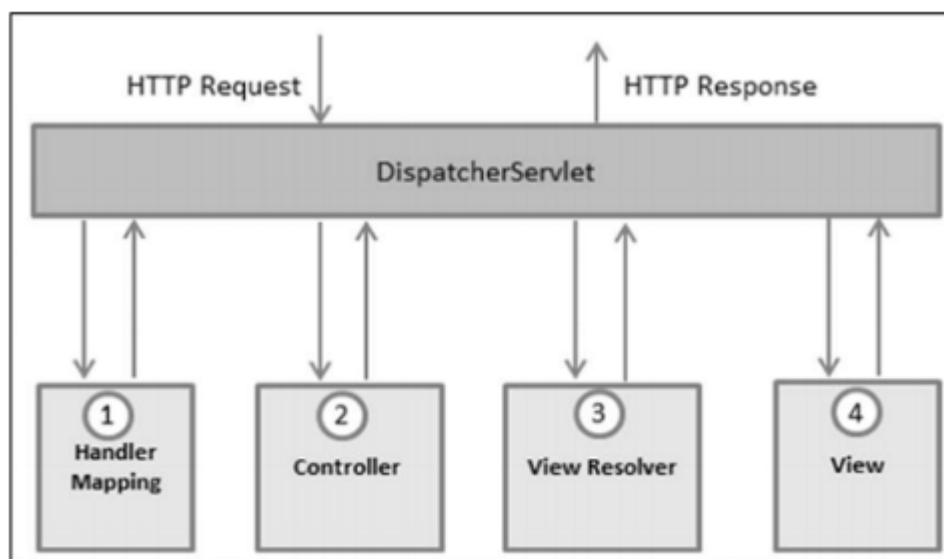 HTTP Request
HTTP Response
DispatcherServlet
1
Handler
Mapping
2
Controller
3
View Resolver
4
View